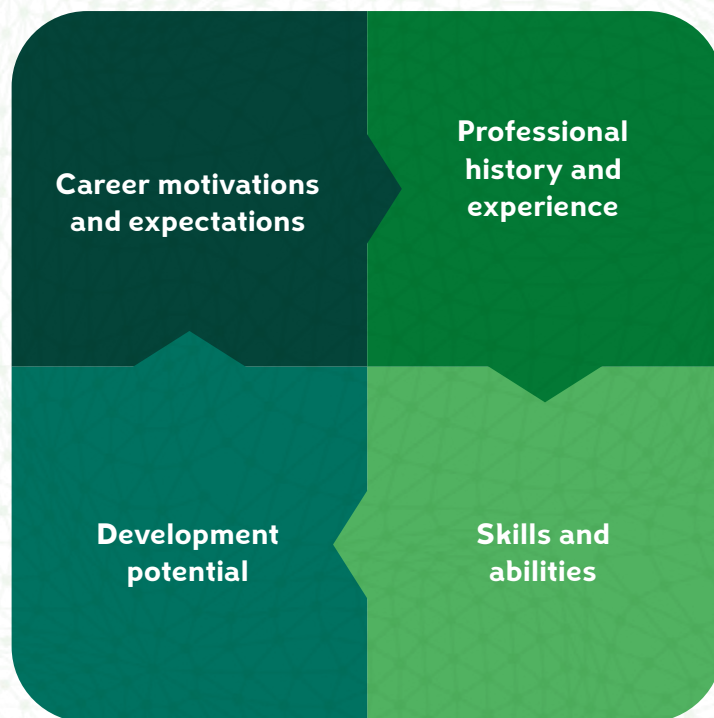 Career motivations
and expectations
Professional
history and
experience
Development
potential
Skills and
abilities